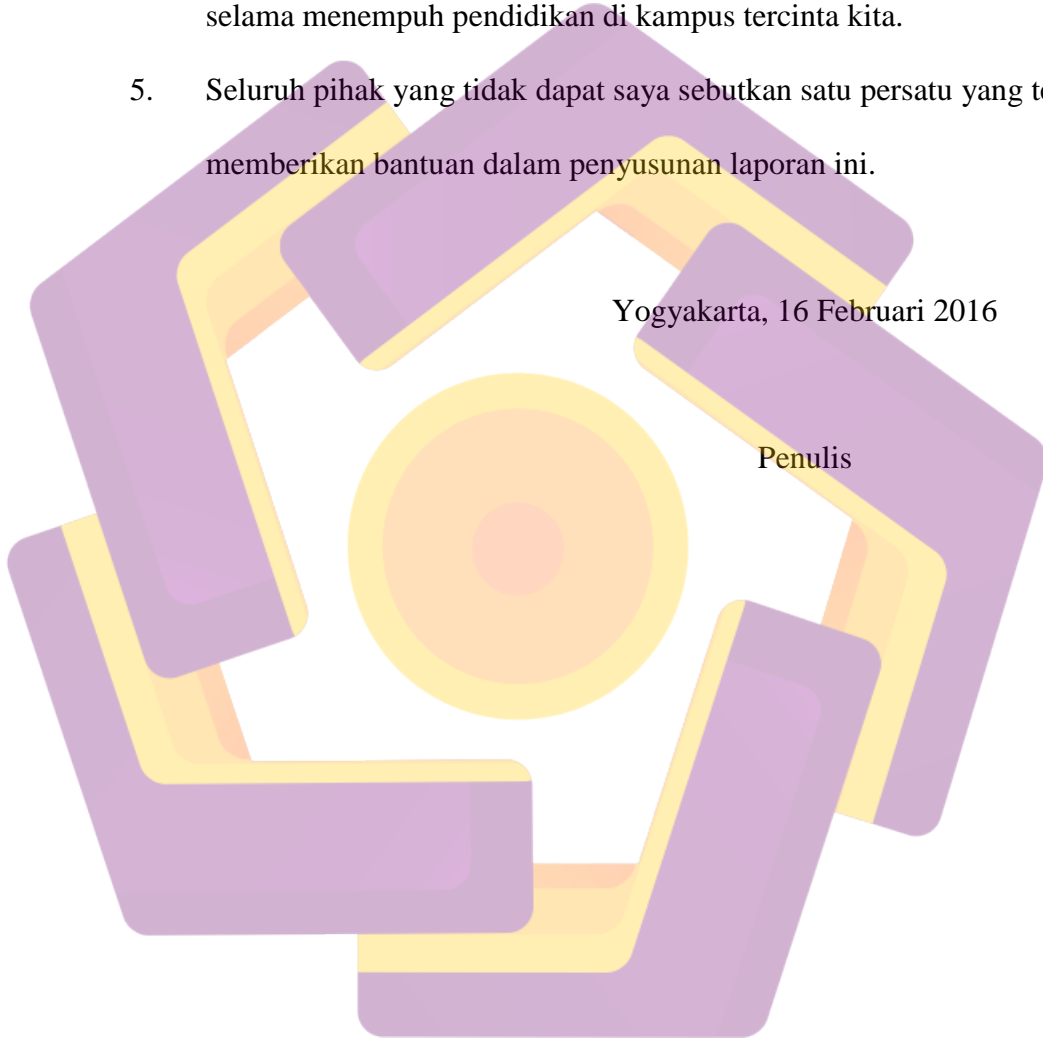 selama menempuh pendidikan di kampus tercinta kita.
5. Seluruh pihak yang tidak dapat saya sebutkan satu persatu yang
memberikan bantuan dalam penyusunan laporan ini.
Yogyakarta, 16 Februari 2016
Penulis